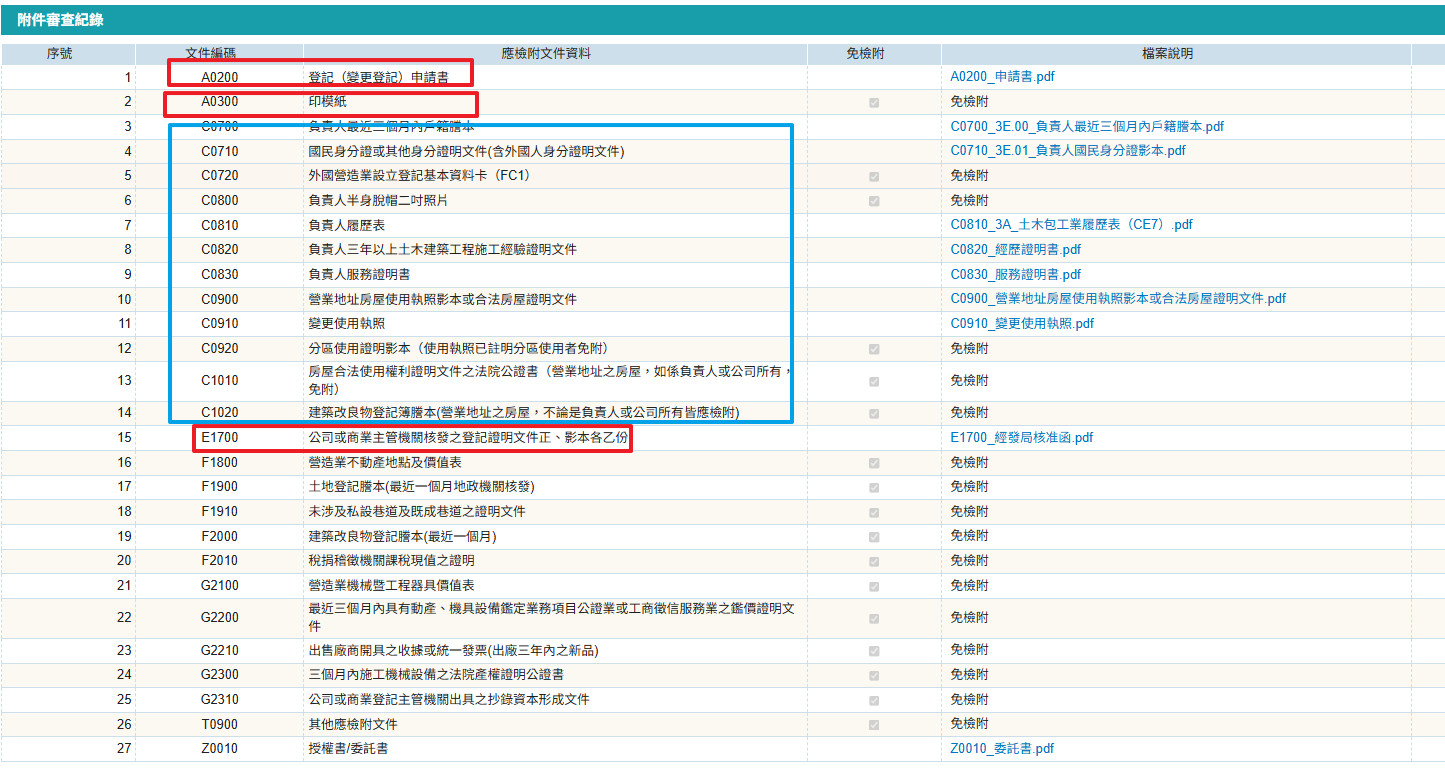 附件審查紀錄
序號 文件編碼 應檢附文件資料 免檢附 檔案說明
1 A0200 登記（變更登記）申請書 A0200_申請書.pdf
2 A0300 印模紙 免檢附
3 C0700 負責人最近三個月內戶籍謄本 C0700_3E.00_負責人最近三個月內戶籍謄本.pdf
4 C0710 國民身分證或其他身分證明文件(含外國人身分證明文件) C0710_3E.01_負責人國民身分證影本.pdf
5 C0720 外國營造業設立登記基本資料卡（FC1） 免檢附
6 C0800 負責人半身脫帽二吋照片 免檢附
7 C0810 負責人履歷表 C0810_3A_土木包工業履歷表（CE7）.pdf
8 C0820 負責人三年以上土木建築工程施工經驗證明文件 C0820_經歷證明書.pdf
9 C0830 負責人服務證明書 C0830_服務證明書.pdf
10 C0900 營業地址房屋使用執照影本或合法房屋證明文件 C0900_營業地址房屋使用執照影本或合法房屋證明文件.pdf
11 C0910 變更使用執照 C0910_變更使用執照.pdf
12 C0920 分區使用證明影本（使用執照已註明分區使用者免附） 免檢附
13 C1010 房屋合法使用權利證明文件之法院公證書（營業地址之房屋，如係負責人或公司所有， 免檢附
免附）
14 C1020 建築改良物登記簿謄本(營業地址之房屋，不論是負責人或公司所有皆應檢附) 免檢附
15 E1700 公司或商業主管機關核發之登記證明文件正、影本各乙份 E1700_經發局核准函.pdf
16 F1800 營造業不動產地點及價值表 免檢附
17 F1900 土地登記謄本(最近一個月地政機關核發) 免檢附
18 F1910 未涉及私設巷道及既成巷道之證明文件 免檢附
19 F2000 建築改良物登記謄本(最近一個月) 免檢附
20 F2010 稅捐稽徵機關課稅現值之證明 免檢附
21 G2100 營造業機械暨工程器具價值表 免檢附
22 G2200 最近三個月內具有動產、機具設備鑑定業務項目公證業或工商徵信服務業之鑑價證明文 免檢附
件
23 G2210 出售廠商開具之收據或統一發票(出廠三年內之新品) 免檢附
24 G2300 三個月內施工機械設備之法院產權證明公證書 免檢附
25 G2310 公司或商業登記主管機關出具之抄錄資本形成文件 免檢附
26 T0900 其他應檢附文件 免檢附
27 Z0010 授權書/委託書 Z0010_委託書.pdf